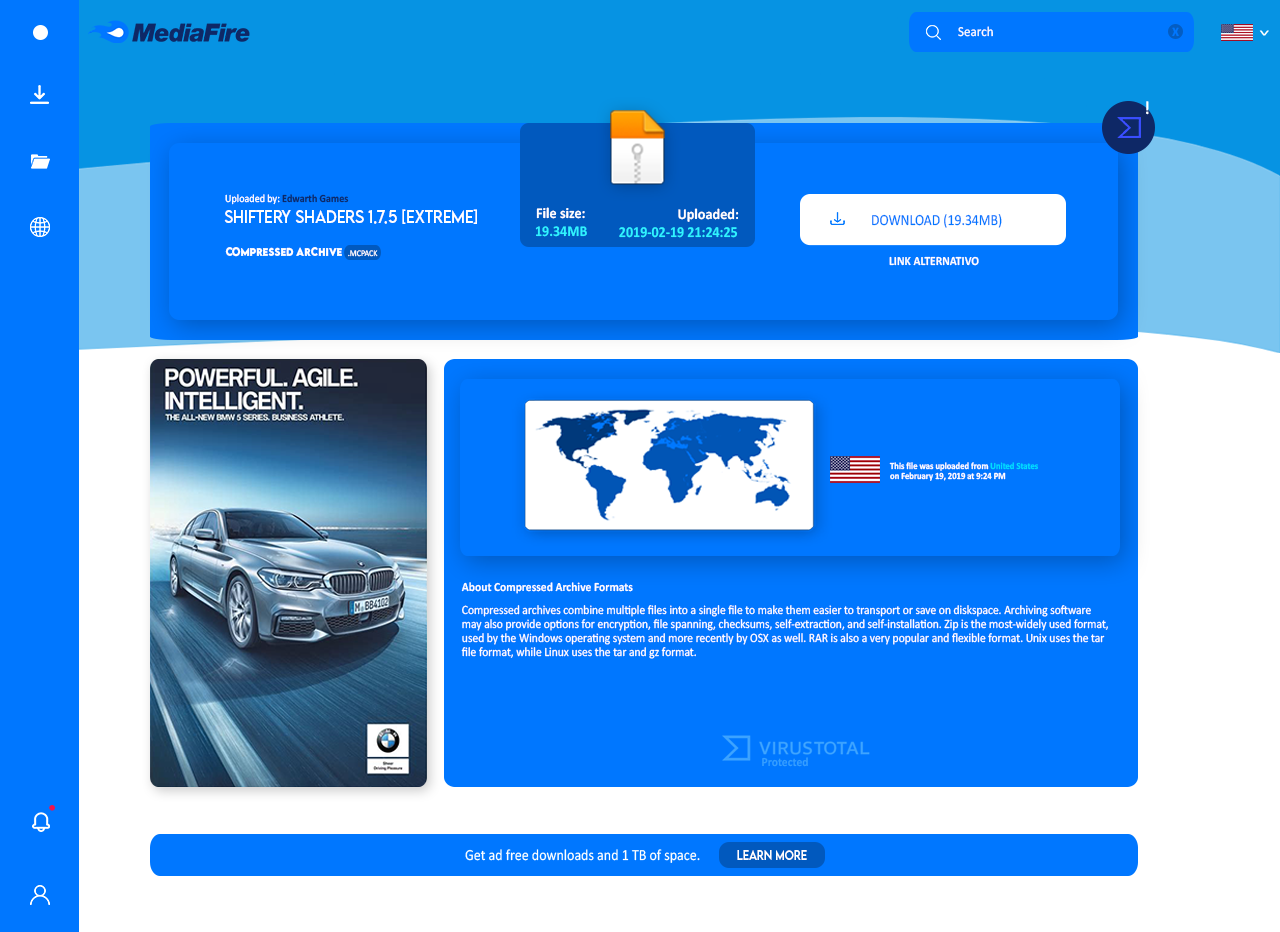 MediaFire
Search
X
!
Uploaded by: Edwarth Games
SHIFTERY SHADERS 1,7,5 [EXTREME]
COMPRESSED ARCHIVE .MCPACK
File size:
19.34MB
Uploaded:
2019-02-19 21:24:25
DOWNLOAD (19.34MB)
LINK ALTERNATIVO
POWERFUL. AGILE.
INTELLIGENT.
THE ALL-NEW BMW 5 SERIES. BUSINESS ATHLETE.
M BB4102
BMW
Sheer
Driving Pleasure
This file was uploaded from United States
on February 19, 2019 at 9:24 PM
About Compressed Archive Formats
Compressed archives combine multiple files into a single file to make them easier to transport or save on diskspace. Archiving software
may also provide options for encryption, file spanning, checksums, self-extraction, and self-installation. Zip is the most-widely used format,
used by the Windows operating system and more recently by OSX as well. RAR is also a very popular and flexible format. Unix uses the tar
file format, while Linux uses the tar and gz format.
VIRUSTOTAL
Protected
Get ad free downloads and 1 TB of space.
LEARN MORE